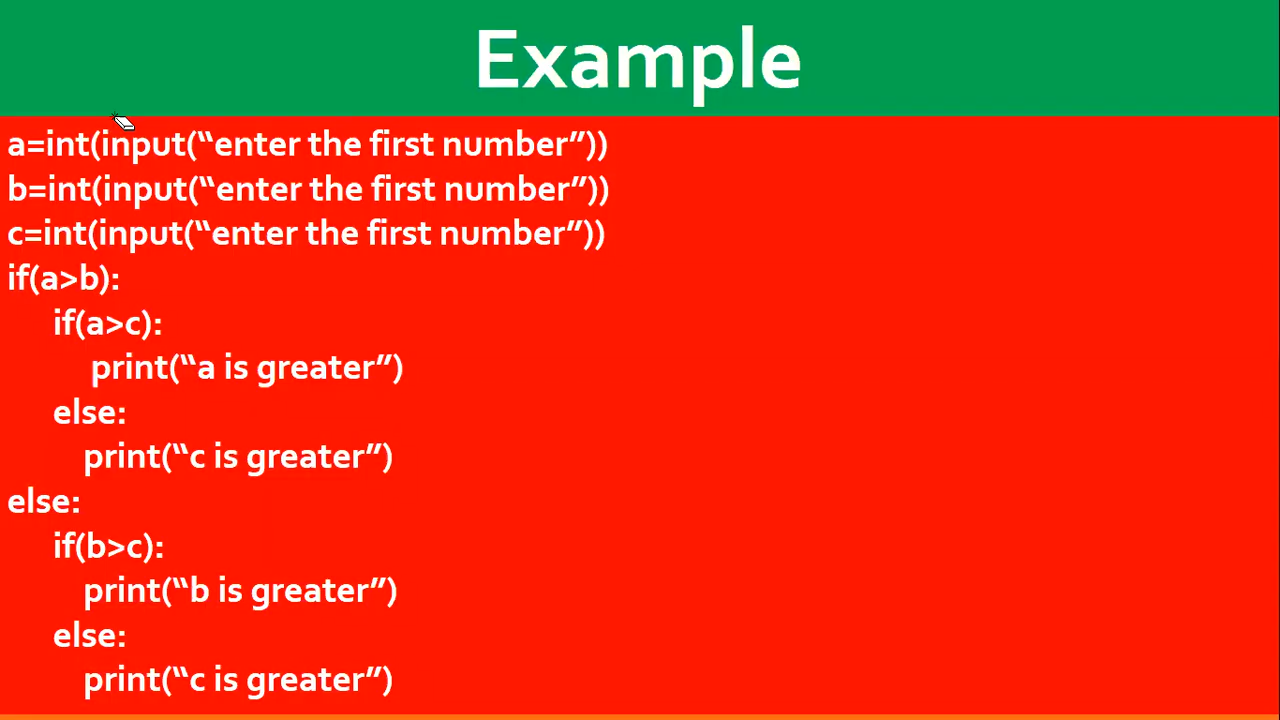 Example
a=int(input(“enter the first number”))
b=int(input(“enter the first number”))
c=int(input(“enter the first number”))
if(a>b):
if(a>c):
print(“a is greater”)
else:
print(“c is greater”)
else:
if(b>c):
print(“b is greater”)
else:
print(“c is greater”)